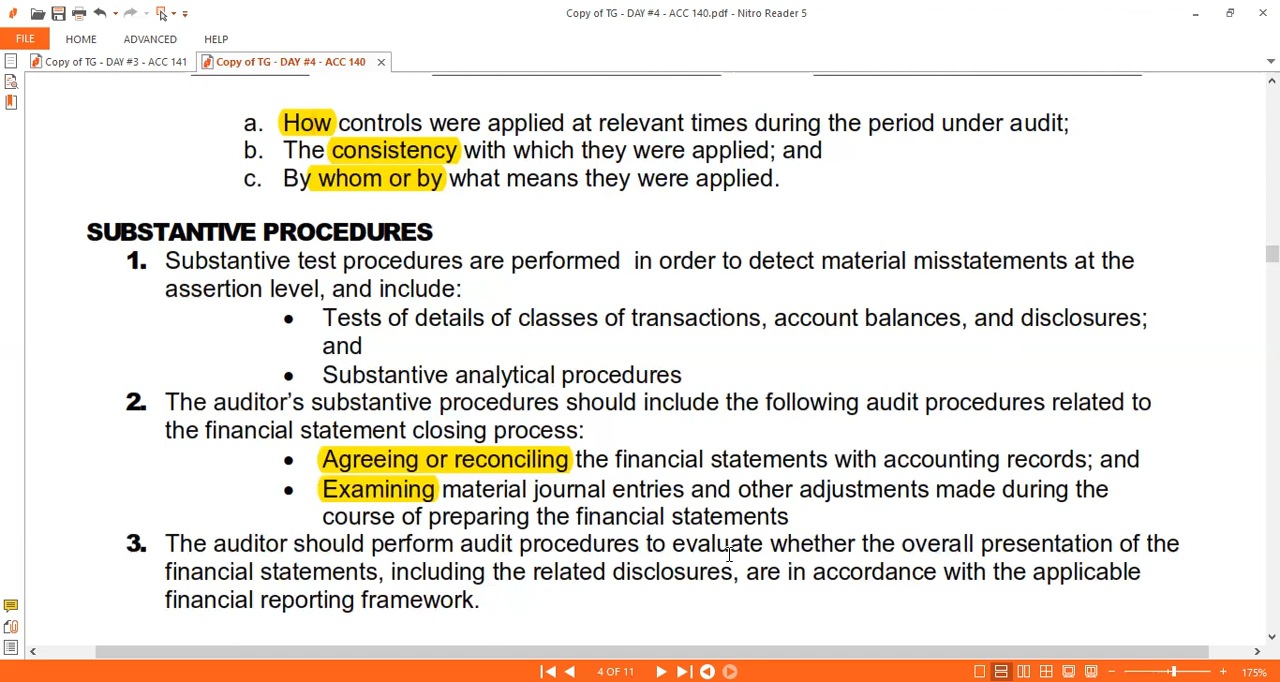 Copy of TG - DAY #4 - ACC 140.pdf - Nitro Reader 5
FILE HOME ADVANCED HELP
Copy of TG - DAY #3 - ACC 141 Copy of TG - DAY #4 - ACC 140
a. How controls were applied at relevant times during the period under audit;
b. The consistency with which they were applied; and
c. By whom or by what means they were applied.
SUBSTANTIVE PROCEDURES
1. Substantive test procedures are performed in order to detect material misstatements at the
assertion level, and include:
• Tests of details of classes of transactions, account balances, and disclosures;
and
• Substantive analytical procedures
2. The auditor's substantive procedures should include the following audit procedures related to
the financial statement closing process:
• Agreeing or reconciling the financial statements with accounting records; and
• Examining material journal entries and other adjustments made during the
course of preparing the financial statements
3. The auditor should perform audit procedures to evaluate whether the overall presentation of the
financial statements, including the related disclosures, are in accordance with the applicable
financial reporting framework.
4 OF 11 175%